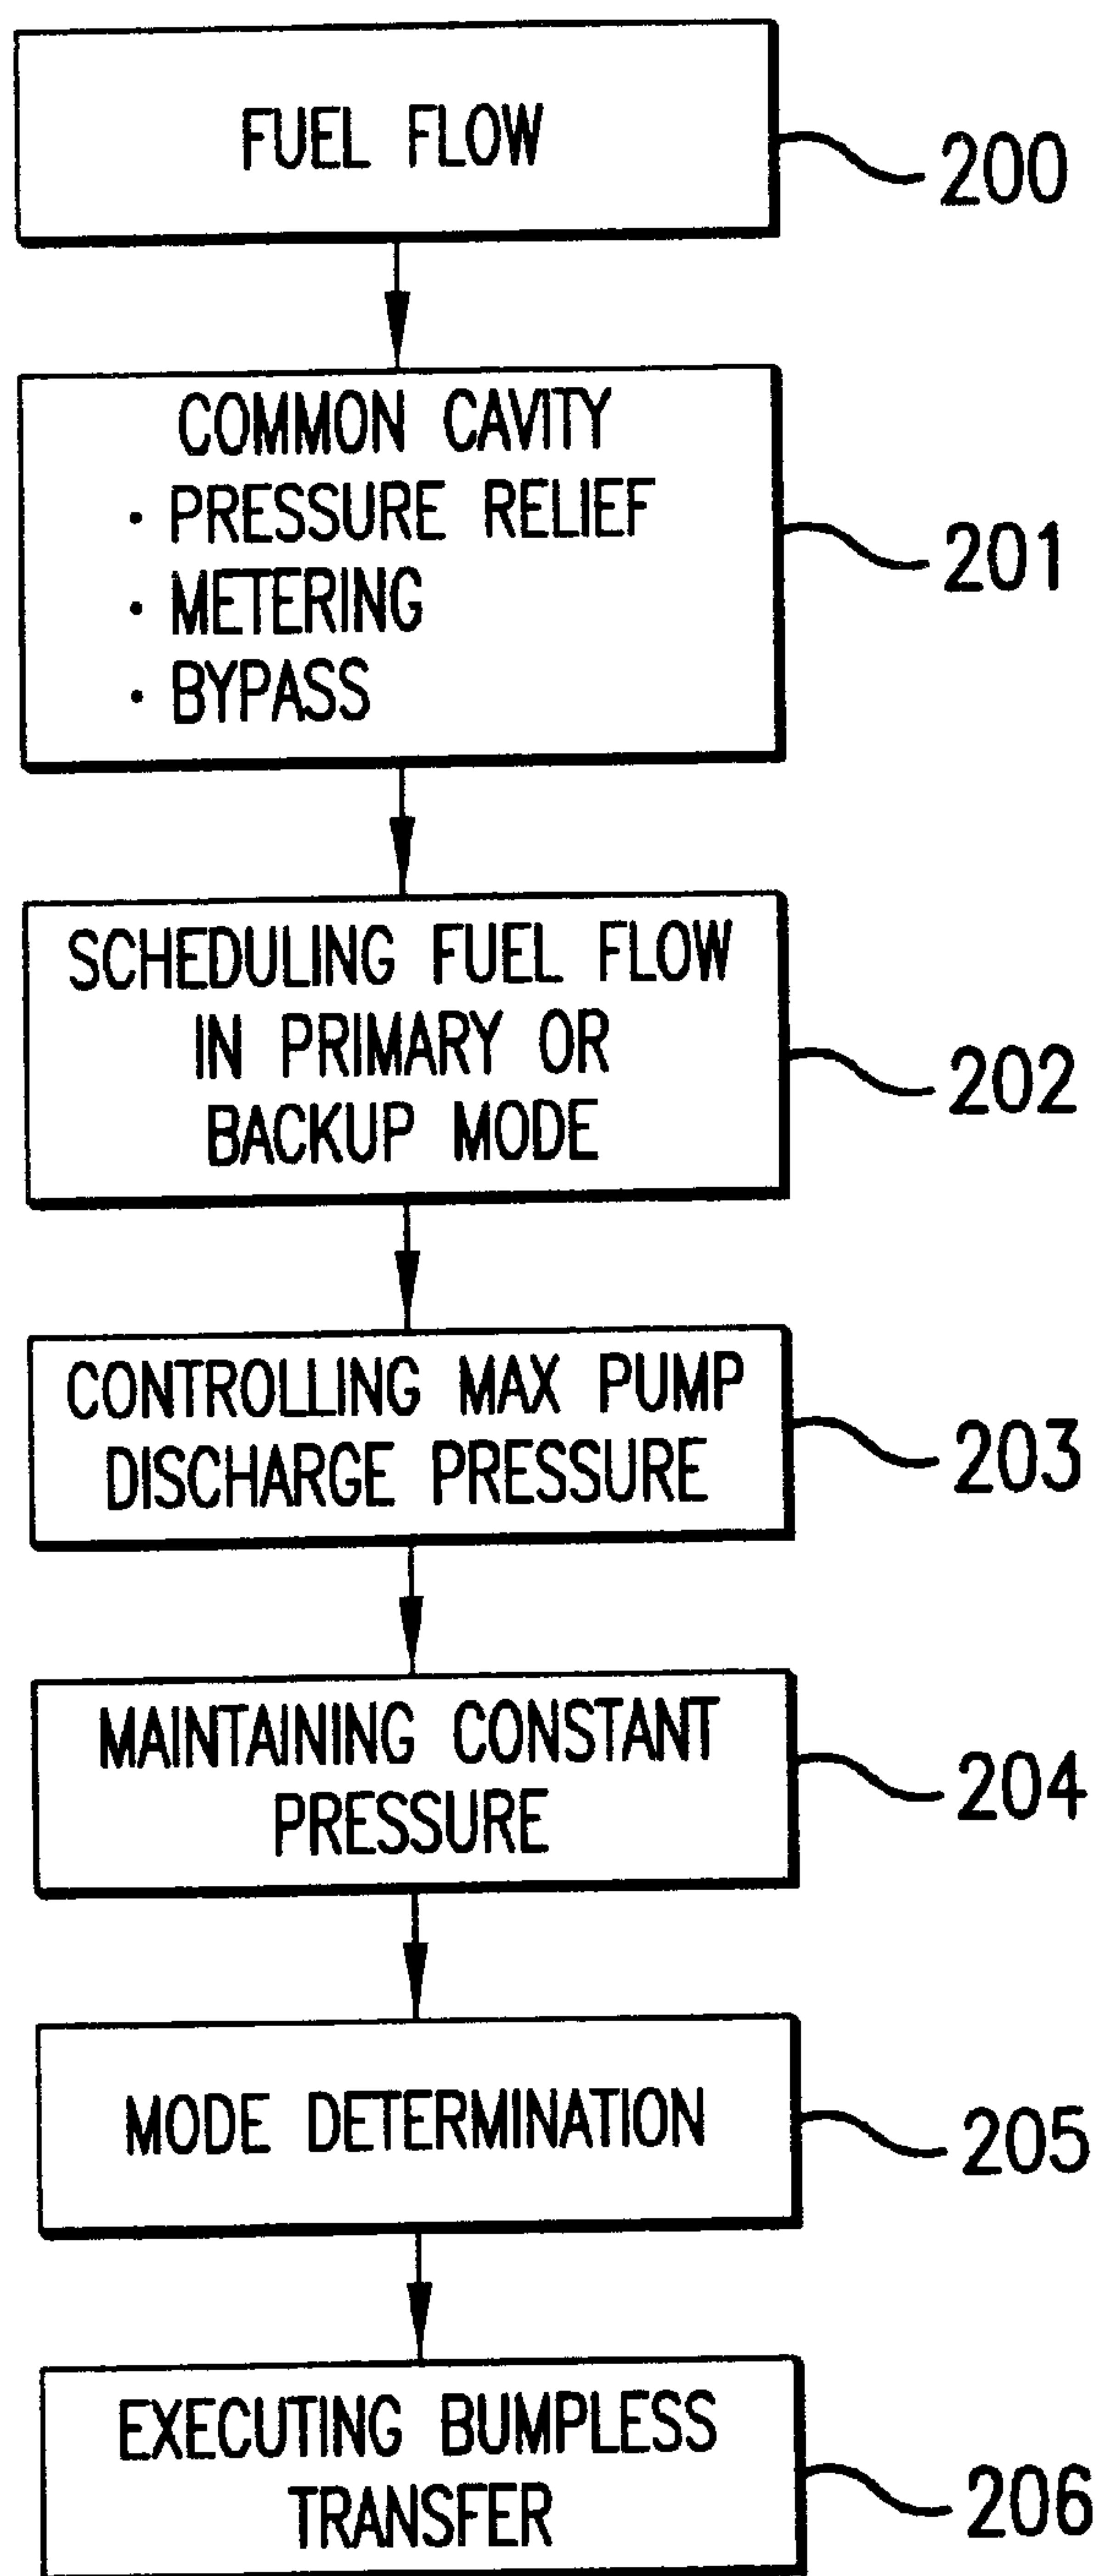 FUEL FLOW
200
COMMON CAVITY
· PRESSURE RELIEF
· METERING
· BYPASS
201
SCHEDULING FUEL FLOW
IN PRIMARY OR
BACKUP MODE
202
CONTROLLING MAX PUMP
DISCHARGE PRESSURE
203
MAINTAINING CONSTANT
PRESSURE
204
MODE DETERMINATION
205
EXECUTING BUMPLESS
TRANSFER
206